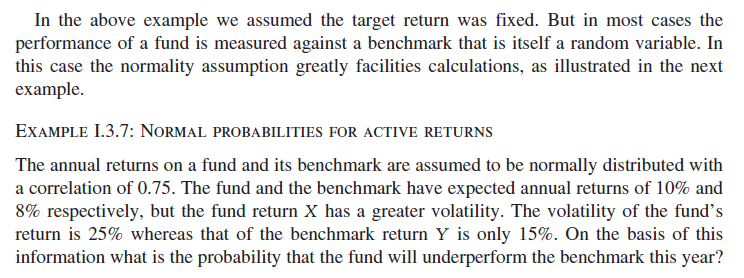 In the above example we assumed the target return was fixed. But in most cases the
performance of a fund is measured against a benchmark that is itself a random variable. In
this case the normality assumption greatly facilities calculations, as illustrated in the next
example.
EXAMPLE I.3.7: NORMAL PROBABILITIES FOR ACTIVE RETURNS
The annual returns on a fund and its benchmark are assumed to be normally distributed with
a correlation of 0.75. The fund and the benchmark have expected annual returns of 10% and
8% respectively, but the fund return X has a greater volatility. The volatility of the fund’s
return is 25% whereas that of the benchmark return Y is only 15%. On the basis of this
information what is the probability that the fund will underperform the benchmark this year?